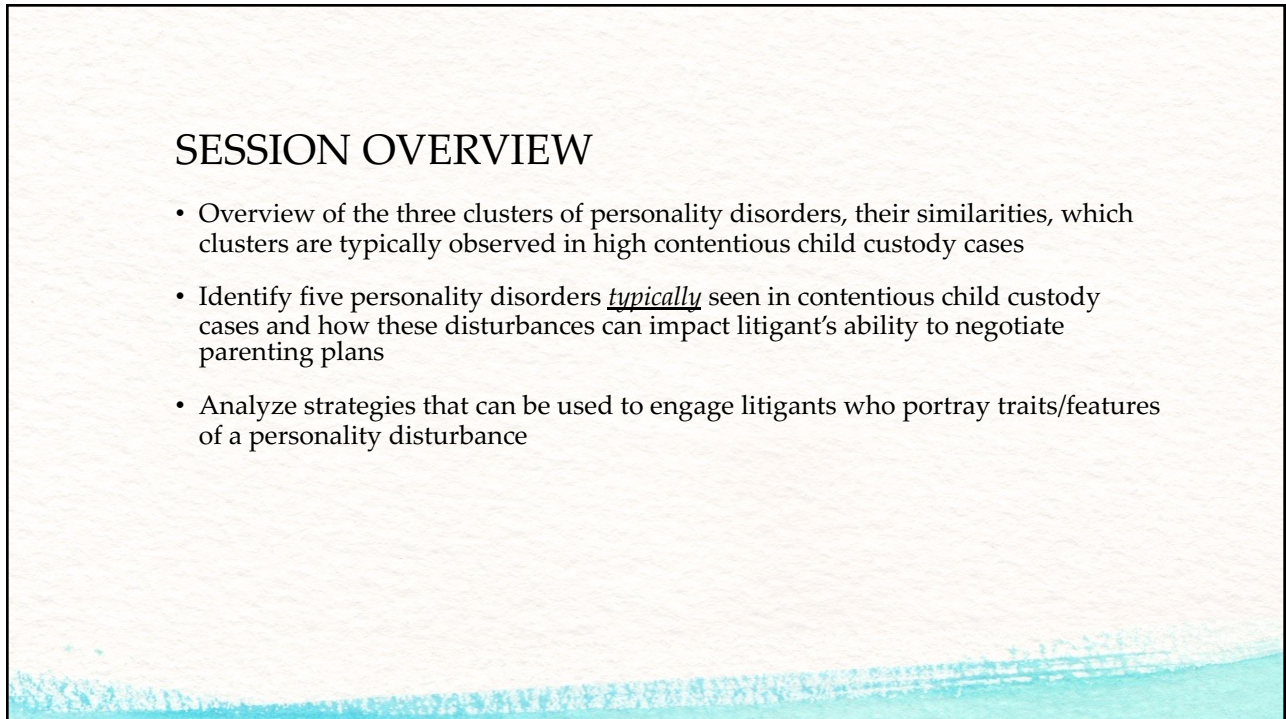 SESSION OVERVIEW
• Overview of the three clusters of personality disorders, their similarities, which
clusters are typically observed in high contentious child custody cases
• Identify five personality disorders typically seen in contentious child custody
cases and how these disturbances can impact litigant's ability to negotiate
parenting plans
• Analyze strategies that can be used to engage litigants who portray traits/features
of a personality disturbance